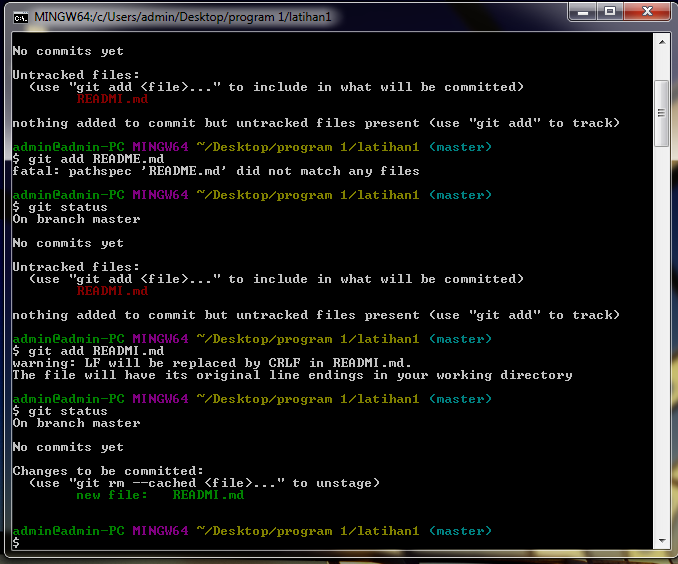 MINGW64:/c/Users/admin/Desktop/program 1/latihan1
No commits yet
Untracked files:
  (use "git add <file>..." to include in what will be committed)
        READMI.md
nothing added to commit but untracked files present (use "git add" to track)
admin@admin-PC MINGW64 ~/Desktop/program 1/latihan1 (master)
$ git add README.md
fatal: pathspec 'README.md' did not match any files
admin@admin-PC MINGW64 ~/Desktop/program 1/latihan1 (master)
$ git status
On branch master
No commits yet
Untracked files:
  (use "git add <file>..." to include in what will be committed)
        READMI.md
nothing added to commit but untracked files present (use "git add" to track)
admin@admin-PC MINGW64 ~/Desktop/program 1/latihan1 (master)
$ git add READMI.md
warning: LF will be replaced by CRLF in READMI.md.
The file will have its original line endings in your working directory
admin@admin-PC MINGW64 ~/Desktop/program 1/latihan1 (master)
$ git status
On branch master
No commits yet
Changes to be committed:
  (use "git rm --cached <file>..." to unstage)
        new file:   READMI.md
admin@admin-PC MINGW64 ~/Desktop/program 1/latihan1 (master)
$